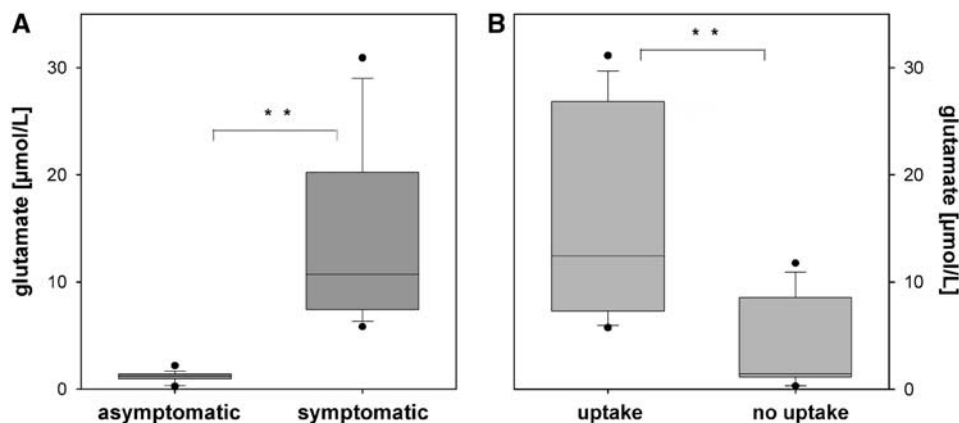 A
B
* *
* *
glutamate [µmol/L]
30
20
10
0
asymptomatic
symptomatic
uptake
no uptake
30
20
10
0
glutamate [µmol/L]